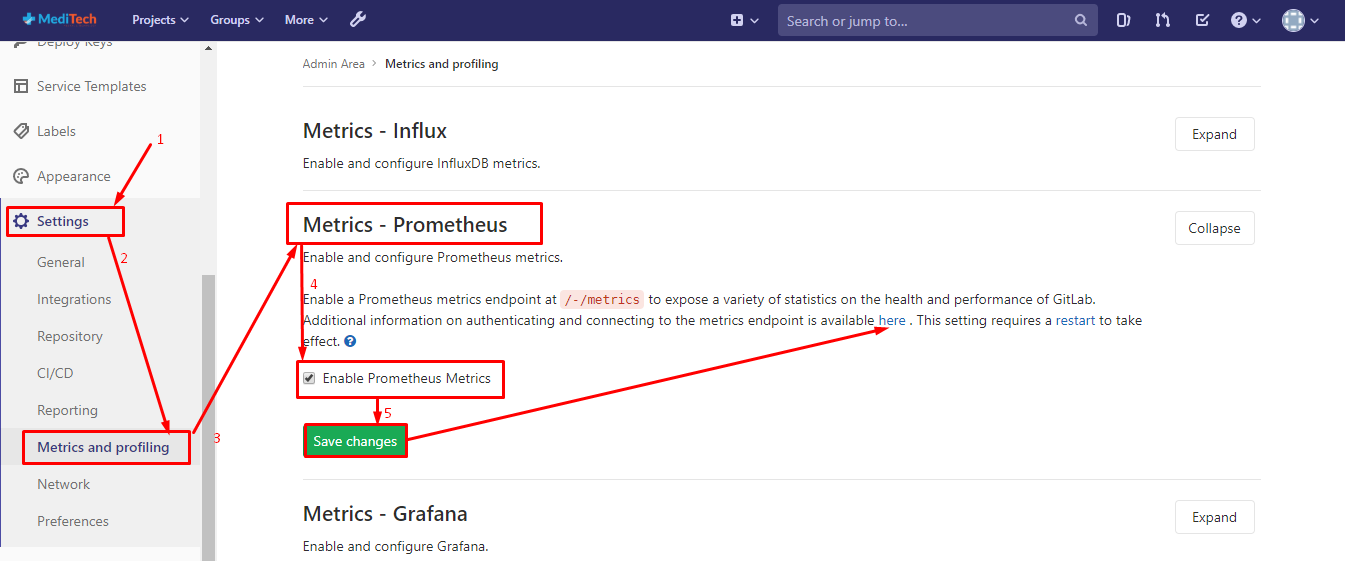 MediTech Projects Groups More Search or jump to...
Deploy Keys
Service Templates
Labels
Appearance
Settings
General
Integrations
Repository
CI/CD
Reporting
Metrics and profiling
Network
Preferences
1
2
3
Admin Area > Metrics and profiling
Metrics - Influx
Expand
Enable and configure InfluxDB metrics.
Metrics - Prometheus
Collapse
Enable and configure Prometheus metrics.
4
Enable a Prometheus metrics endpoint at /-/metrics to expose a variety of statistics on the health and performance of GitLab.
Additional information on authenticating and connecting to the metrics endpoint is available here . This setting requires a restart to take
effect. ?
Enable Prometheus Metrics
5
Save changes
Metrics - Grafana
Expand
Enable and configure Grafana.